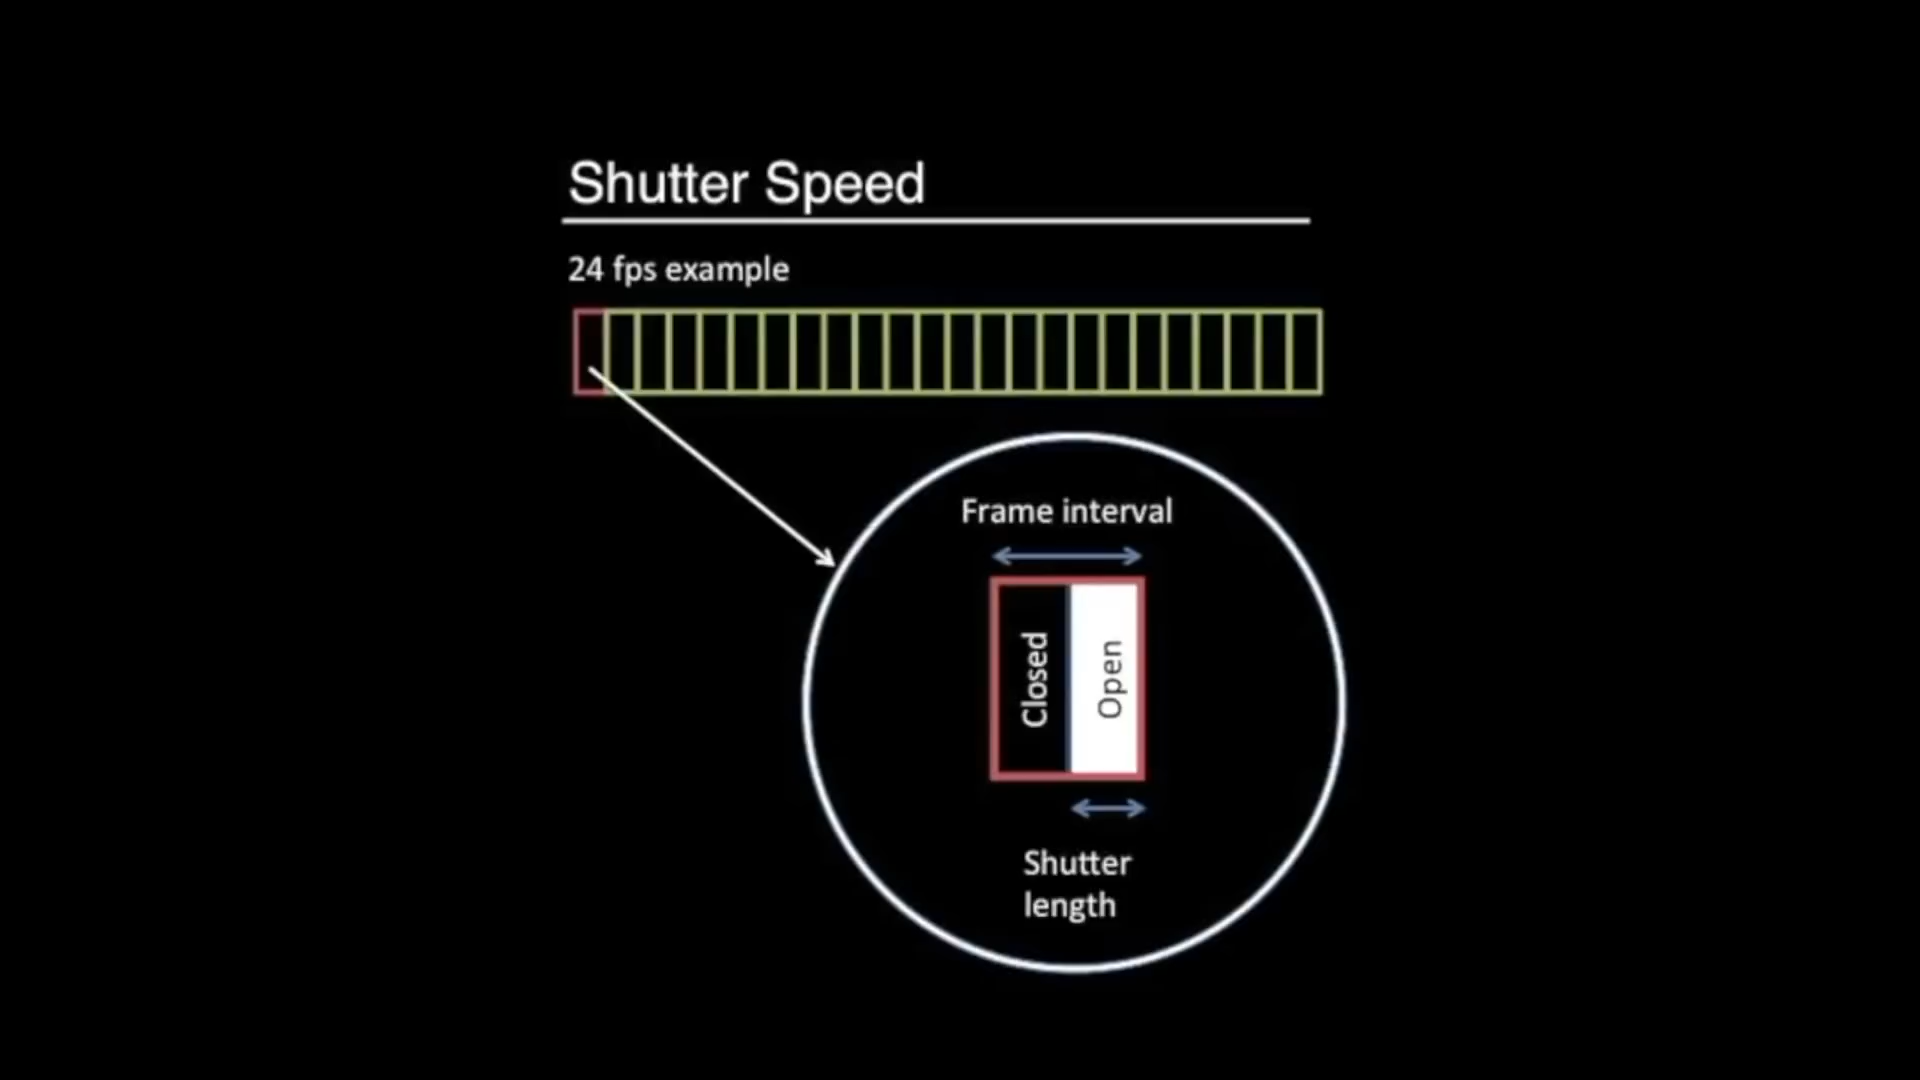 Shutter Speed
24 fps example
Frame interval
Closed
Open
Shutter
length